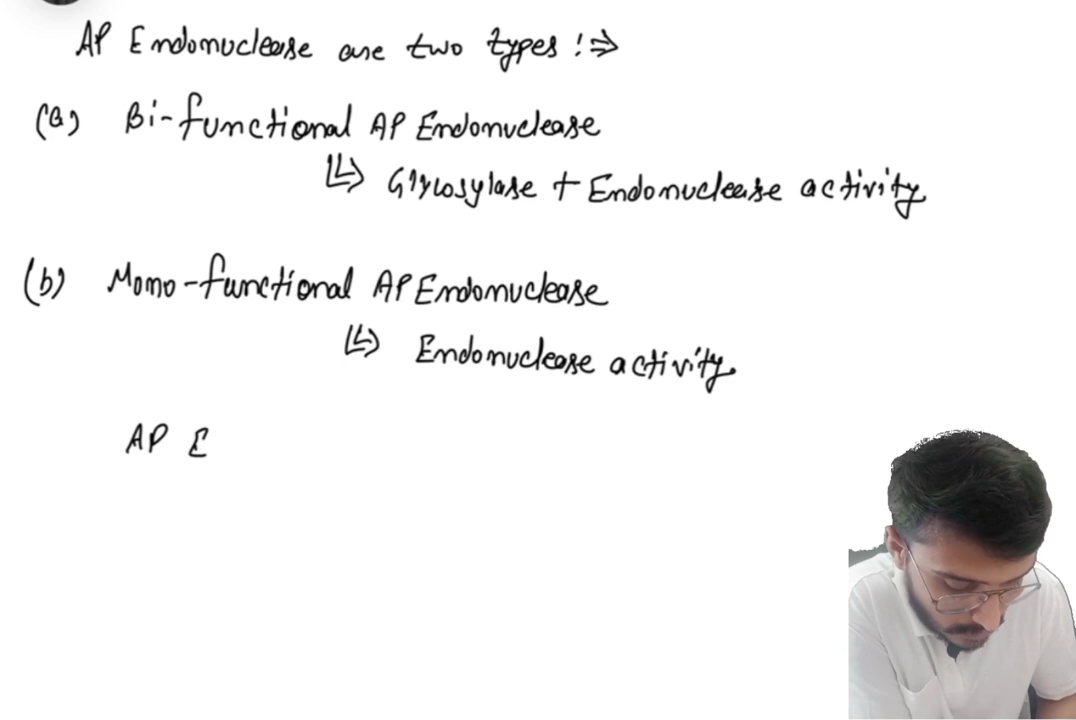 AP Endonuclease are two types :⇒
(a) Bi-functional AP Endonuclease
↳ Glycosylase + Endonuclease activity
(b) Mono-functional AP Endonuclease
↳ Endonuclease activity
AP E